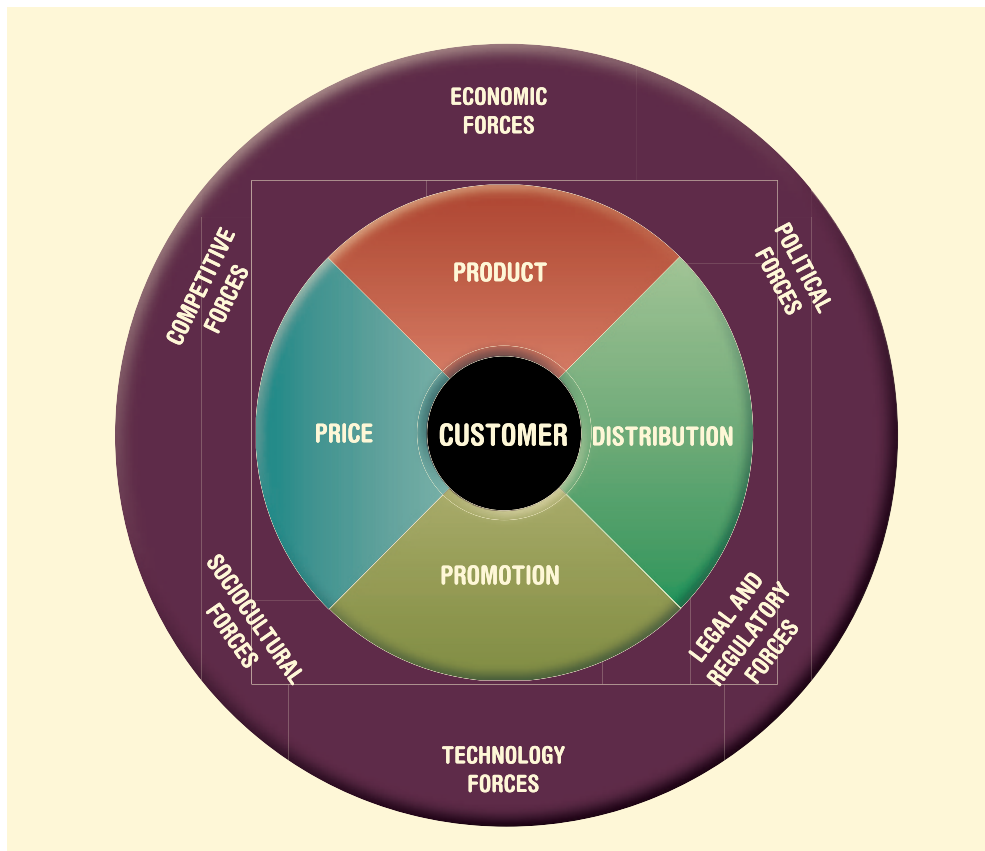 ECONOMIC
FORCES
COMPETITIVE
FORCES
POLITICAL
FORCES
PRODUCT
PRICE
CUSTOMER
DISTRIBUTION
PROMOTION
SOCIOCULTURAL
FORCES
LEGAL AND
REGULATORY
FORCES
TECHNOLOGY
FORCES